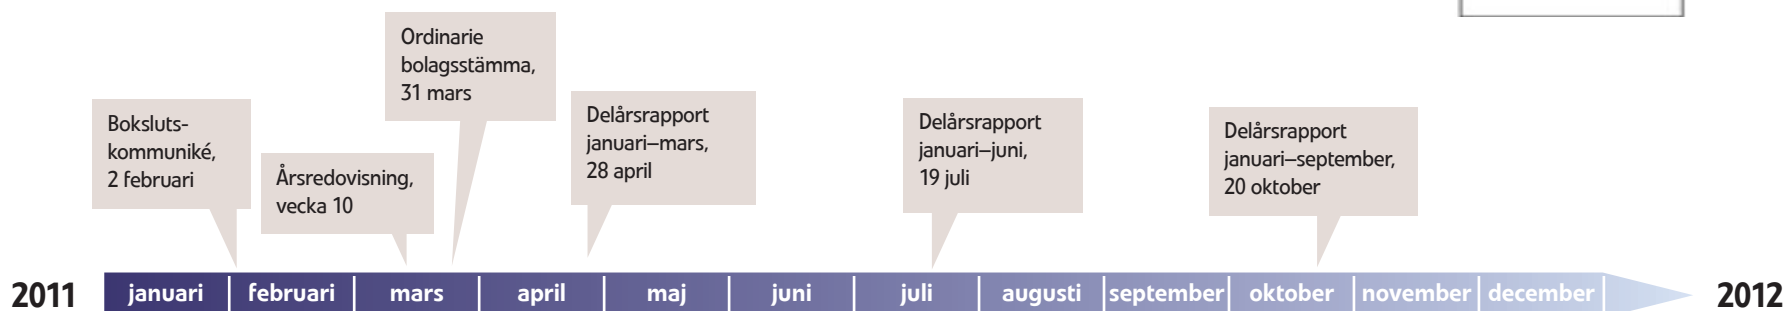 Boksluts-
kommuniké,
2 februari
Årsredovisning,
vecka 10
Ordinarie
bolagsstämma,
31 mars
Delårsrapport
januari–mars,
28 april
Delårsrapport
januari–juni,
19 juli
Delårsrapport
januari–september,
20 oktober
2011 januari februari mars april maj juni juli augusti september oktober november december 2012